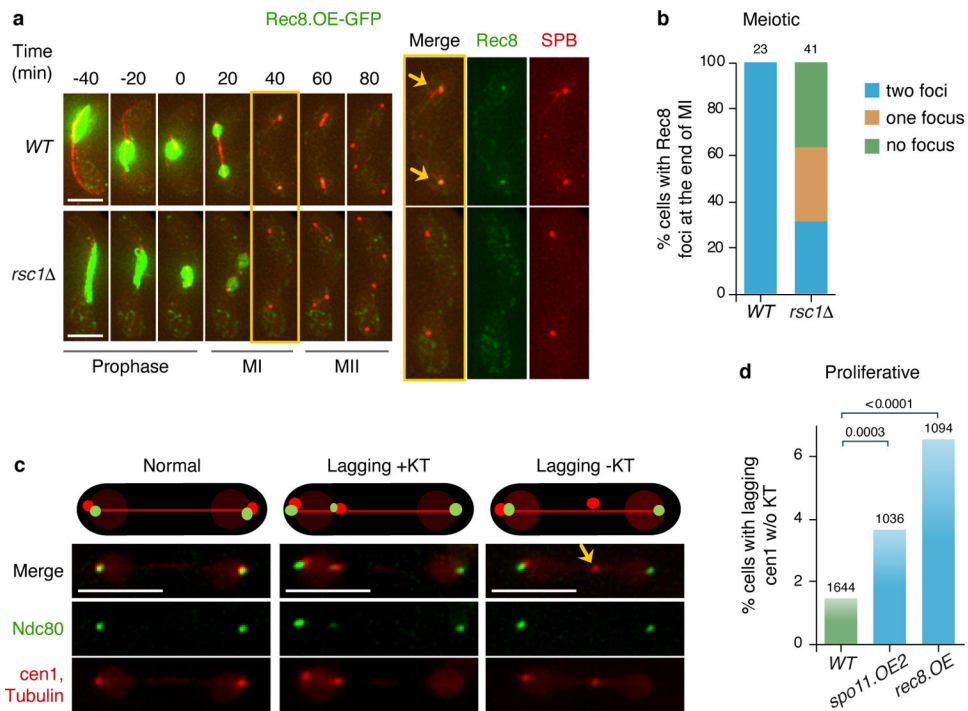 a
Rec8.OE-GFP
Time
(min)
-40 -20 0 20 40 60 80
Merge Rec8 SPB
WT
rsc1Δ
Prophase MI MII
b
Meiotic
% cells with Rec8
foci at the end of MI
100
80
60
40
20
0
23 41
WT rsc1Δ
two foci
one focus
no focus
c
Normal Lagging +KT Lagging -KT
Merge
Ndc80
cen1,
Tubulin
d
Proliferative
% cells with lagging
cen1 w/o KT
6
4
2
0
<0.0001
0.0003
1644 1036 1094
WT spo11.OE2 rec8.OE